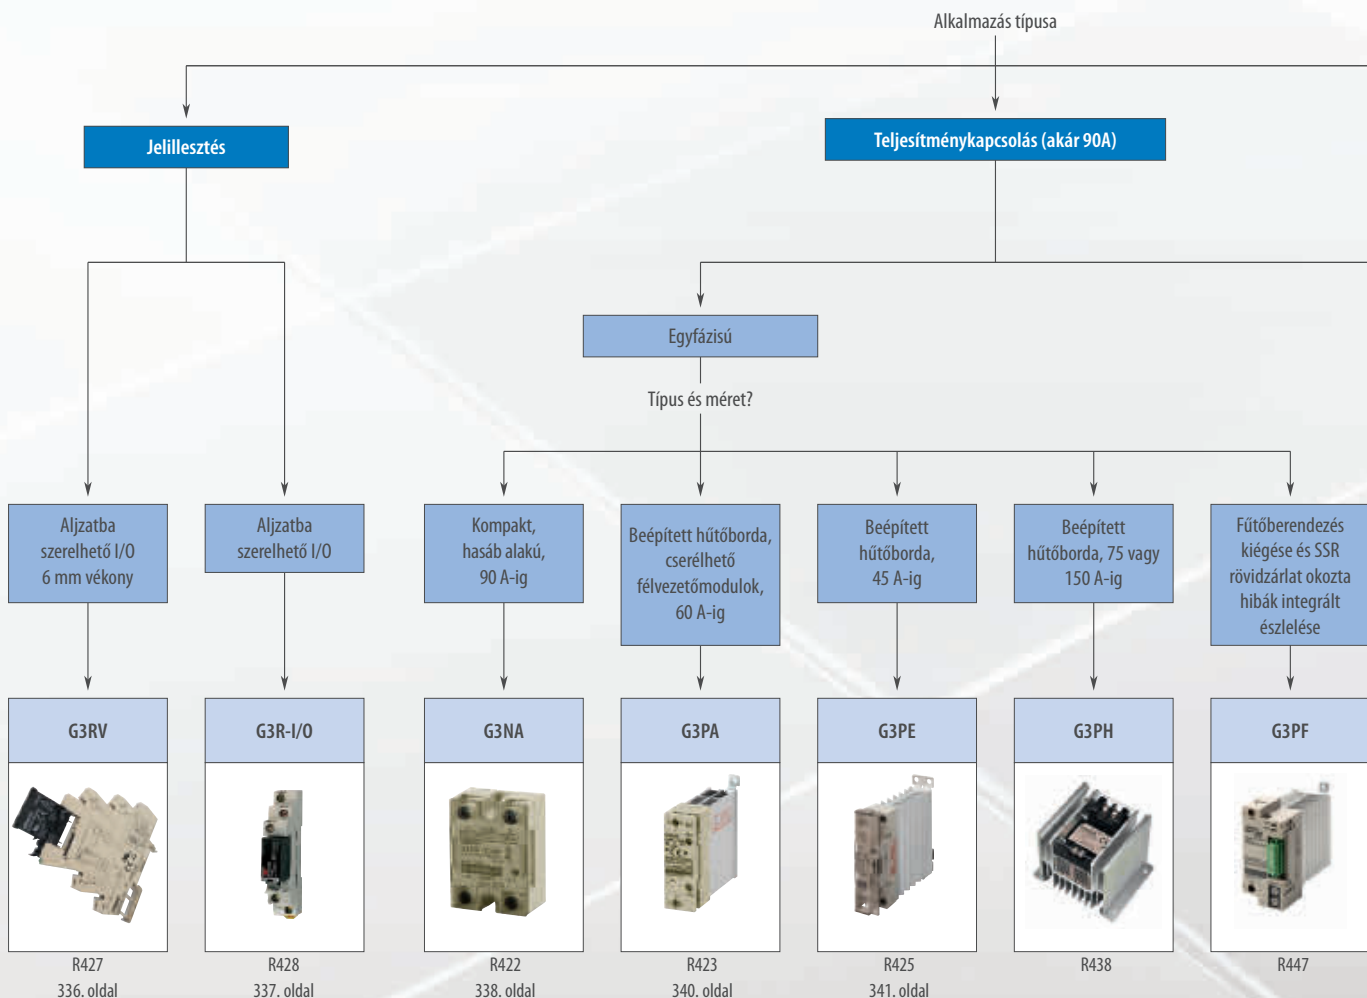 Alkalmazás típusa
Jelillesztés
Teljesítménykapcsolás (akár 90A)
Egyfázisú
Típus és méret?
Aljzatba
szerelhető I/O
6 mm vékony
Aljzatba
szerelhető I/O
Kompakt,
hasáb alakú,
90 A-ig
Beépített hűtőborda,
cserélhető
félvezetőmodulok,
60 A-ig
Beépített
hűtőborda,
45 A-ig
Beépített
hűtőborda, 75 vagy
150 A-ig
Fűtőberendezés
kiégése és SSR
rövidzárlat okozta
hibák integrált
észlelése
G3RV
G3R-I/O
G3NA
G3PA
G3PE
G3PH
G3PF
R427
336. oldal
R428
337. oldal
R422
338. oldal
R423
340. oldal
R425
341. oldal
R438
R447